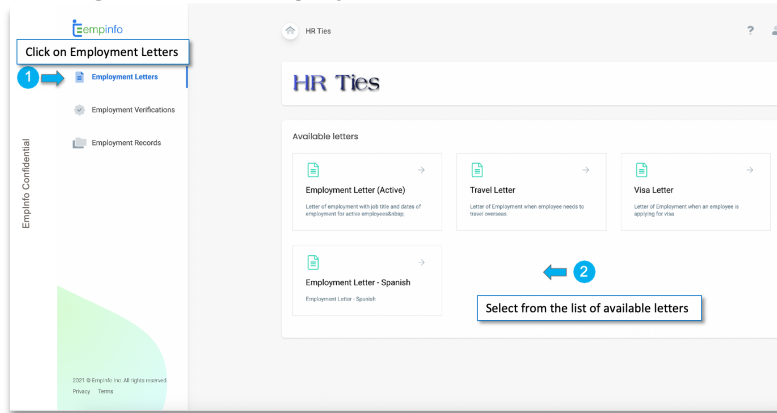 Eempinfo
HR Ties
?
Click on Employment Letters
1
Employment Letters
Employment Verifications
Employment Records
EmpInfo Confidential
HR Ties
Available letters
Employment Letter (Active)
Letter of employment with job title and dates of
employment for active employees&nbsp;
Travel Letter
Letter of Employment when employee needs to
travel overseas
Visa Letter
Letter of Employment when an employee is
applying for visa
Employment Letter - Spanish
Employment Letter - Spanish
2
Select from the list of available letters
2021 © EmpInfo Inc. All rights reserved
Privacy Terms